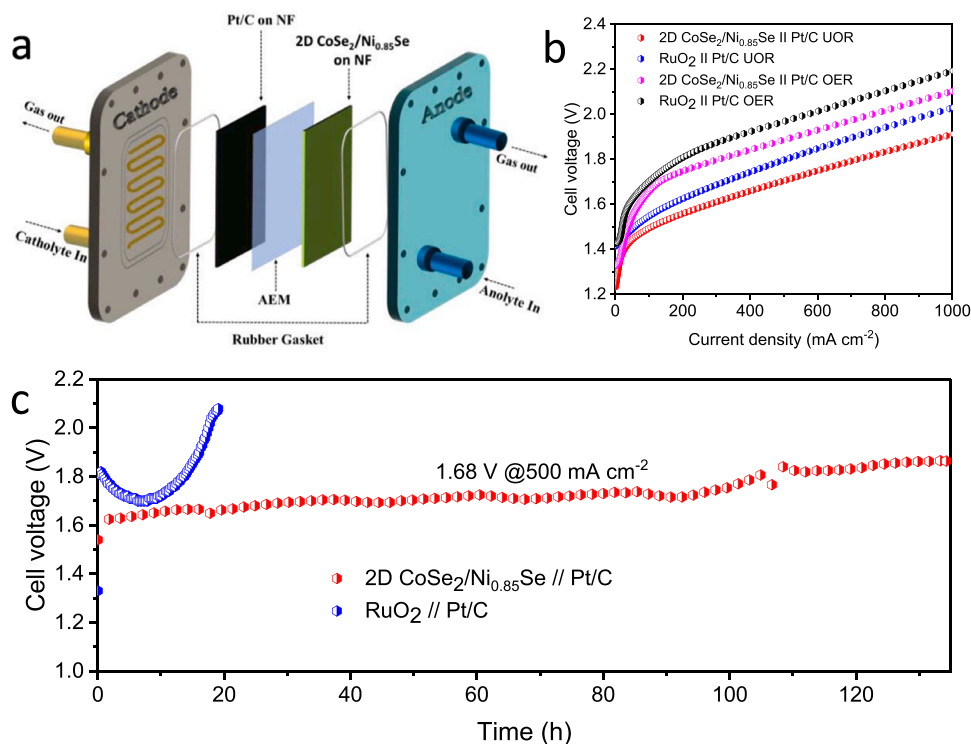 a
Pt/C on NF
2D CoSe₂/Ni₀.₈₅Se
on NF
Cathode
Anode
Gas out
Gas out
Catholyte In
Anolyte In
AEM
Rubber Gasket
b
2D CoSe₂/Ni₀.₈₅Se II Pt/C UOR
RuO₂ II Pt/C UOR
2D CoSe₂/Ni₀.₈₅Se II Pt/C OER
RuO₂ II Pt/C OER
Cell voltage (V)
2.4
2.2
2.0
1.8
1.6
1.4
1.2
0 200 400 600 800 1000
Current density (mA cm⁻²)
c
Cell voltage (V)
2.2
2.0
1.8
1.6
1.4
1.2
1.0
1.68 V @500 mA cm⁻²
2D CoSe₂/Ni₀.₈₅Se // Pt/C
RuO₂ // Pt/C
0 20 40 60 80 100 120
Time (h)